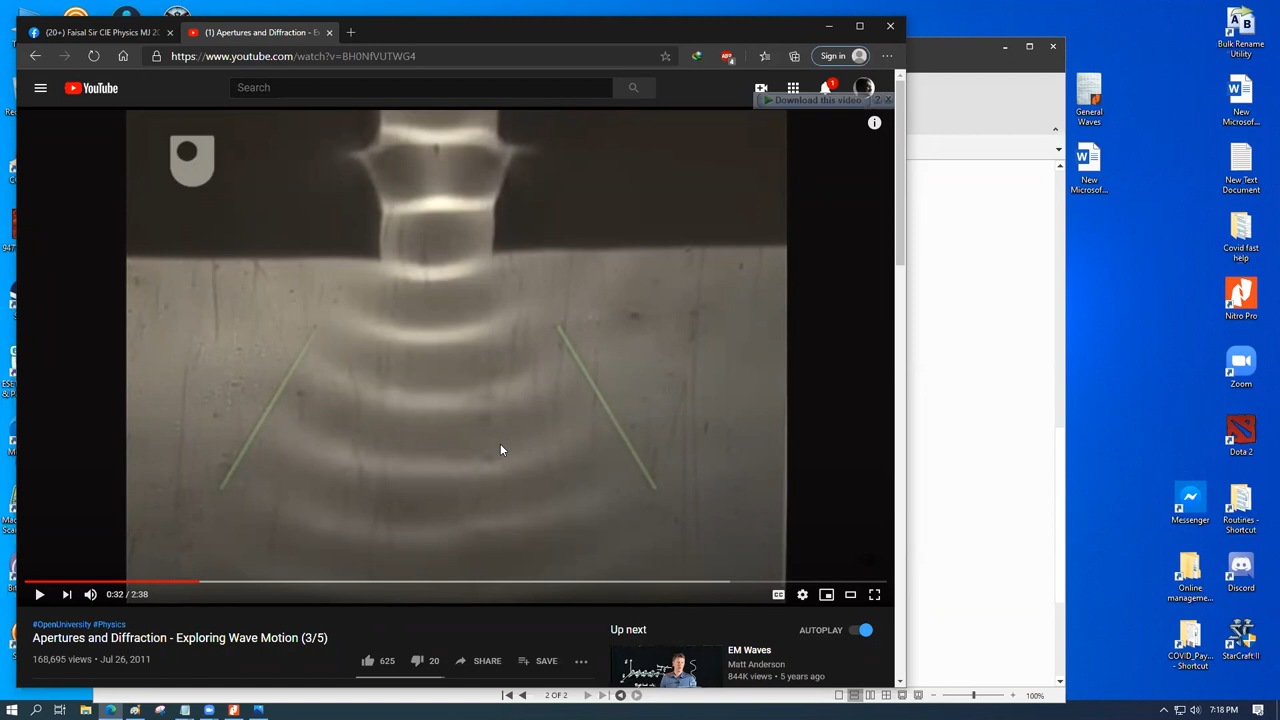 (20+) Faisal Sir CIE Physics MJ 20
(1) Apertures and Diffraction - Ex
https://www.youtube.com/watch?v=BH0NfVUTWG4
Sign in
YouTube
Search
1
Download this video
?
0:32 / 2:38
CC
#OpenUniversity #Physics
Apertures and Diffraction - Exploring Wave Motion (3/5)
168,695 views • Jul 26, 2011
625
20
SHARE
SAVE
Up next
AUTOPLAY
EM Waves
Matt Anderson
844K views • 5 years ago
2 OF 2
100%
General
Waves
New
Microsof...
Bulk Rename
Utility
New
Microsof...
New Text
Document
Covid fast
help
Nitro Pro
Zoom
Dota 2
Messenger
Routines -
Shortcut
Online
manageme...
Discord
COVID_Pay...
- Shortcut
StarCraft II
7:18 PM